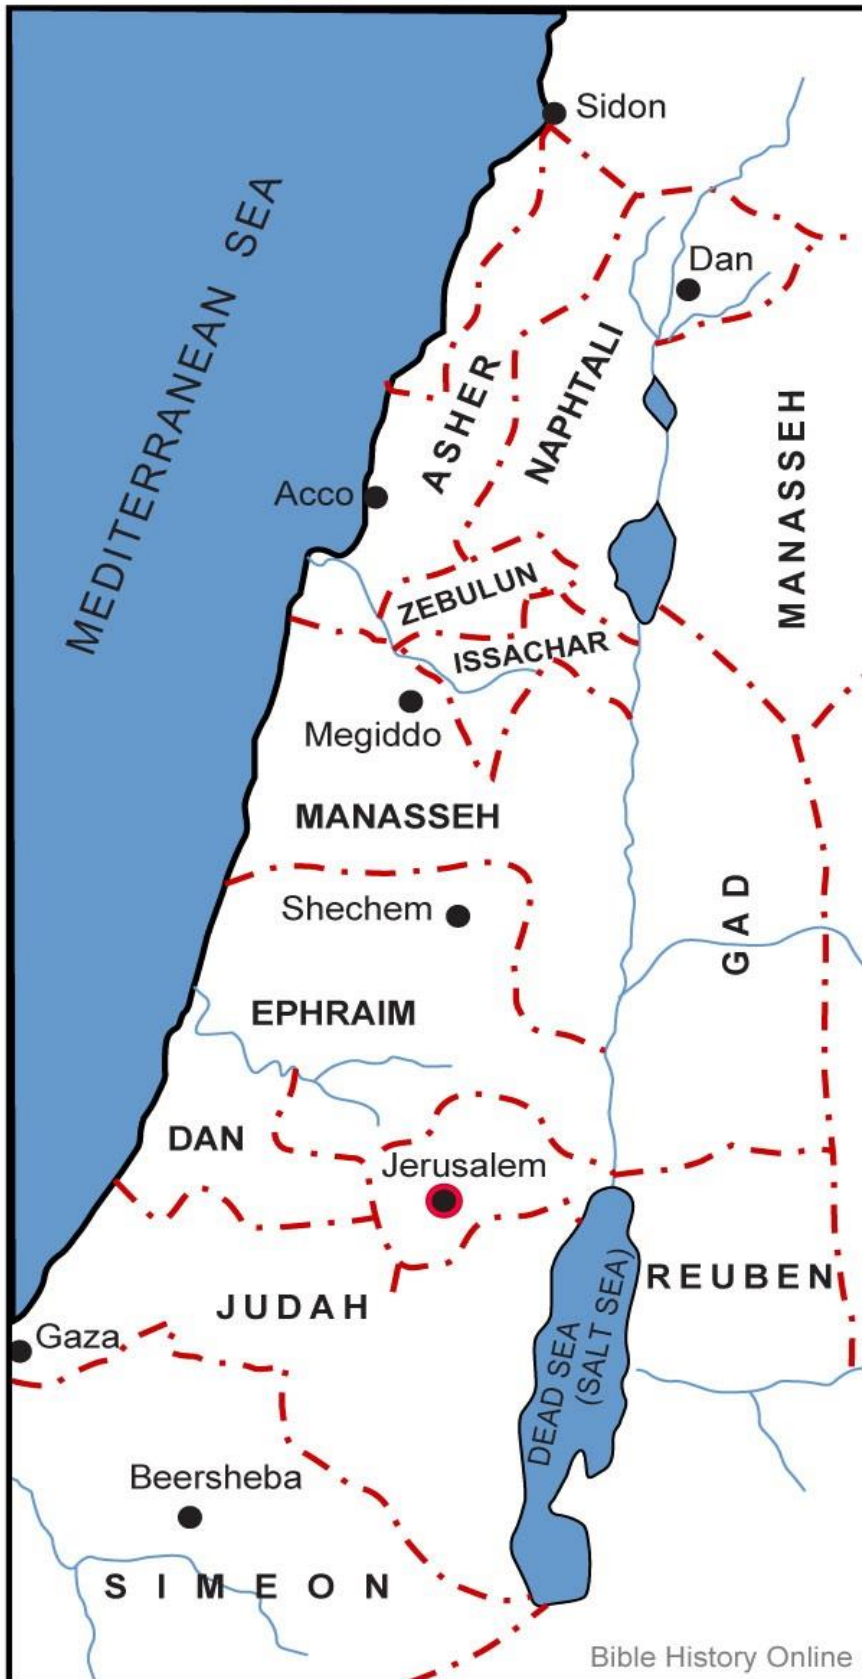 Sidon
MEDITERRANEAN SEA
Dan
ASHER
NAPHTALI
MANASSEH
Acco
ZEBULUN
ISSACHAR
Megiddo
MANASSEH
GAD
Shechem
EPHRAIM
DAN
Jerusalem
REUBEN
JUDAH
Gaza
DEAD SEA
(SALT SEA)
Beersheba
SIMEON
Bible History Online